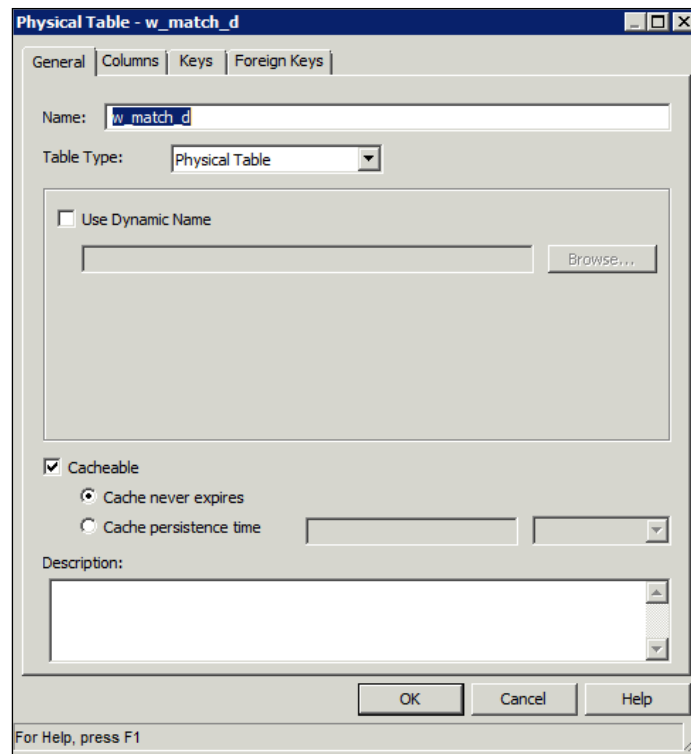 Physical Table - w_match_d
General Columns Keys Foreign Keys
Name: w_match_d
Table Type: Physical Table
Use Dynamic Name
Browse...
Cacheable
Cache never expires
Cache persistence time
Description:
OK Cancel Help
For Help, press F1